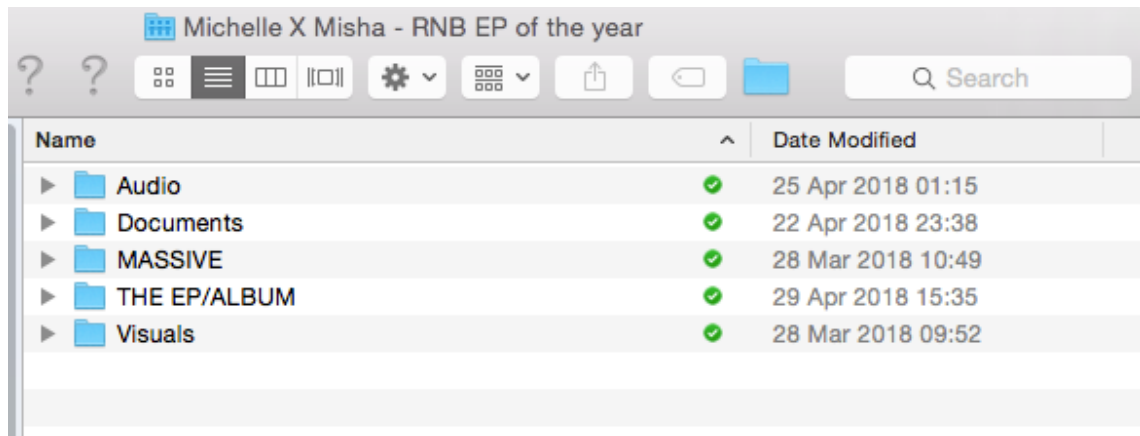 Michelle X Misha - RNB EP of the year
? ? Search
Name Date Modified
Audio 25 Apr 2018 01:15
Documents 22 Apr 2018 23:38
MASSIVE 28 Mar 2018 10:49
THE EP/ALBUM 29 Apr 2018 15:35
Visuals 28 Mar 2018 09:52